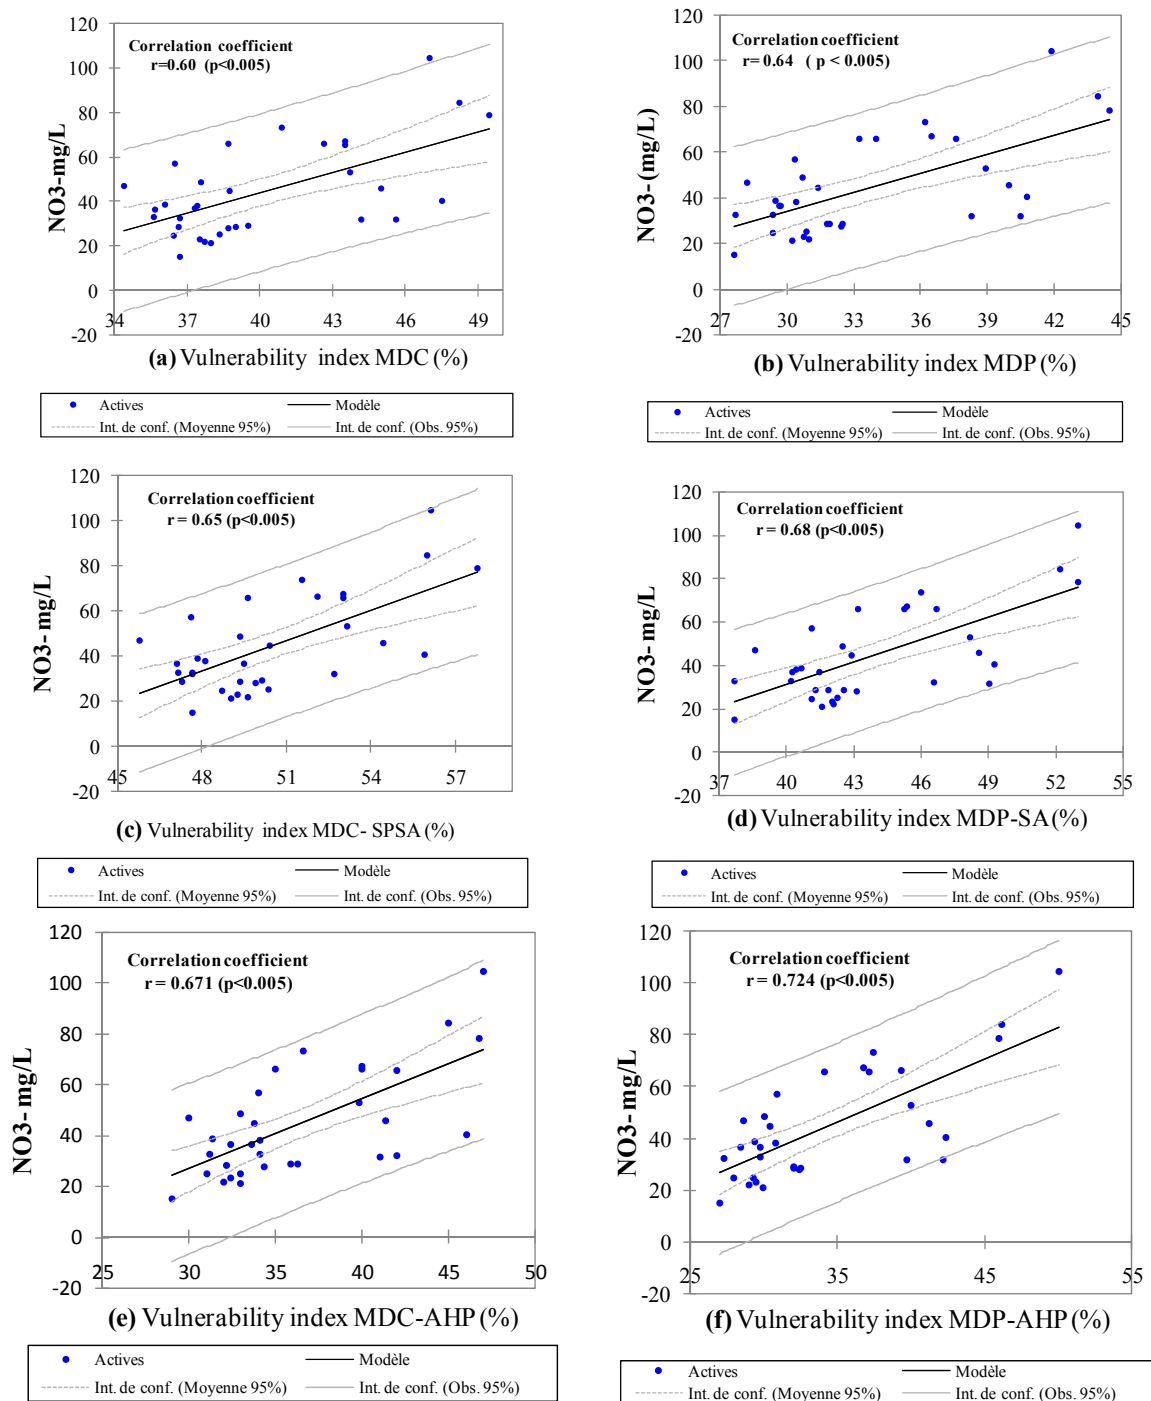 Correlation coefficient
r=0.60 (p<0.005)
NO3-mg/L
120
100
80
60
40
20
0
-20
34 37 40 43 46 49
(a) Vulnerability index MDC (%)
Actives Modèle
Int. de conf. (Moyenne 95%) Int. de conf. (Obs. 95%)
Correlation coefficient
r= 0.64 ( p < 0.005)
NO3- (mg/L)
120
100
80
60
40
20
0
-20
27 30 33 36 39 42 45
(b) Vulnerability index MDP (%)
Actives Modèle
Int. de conf. (Moyenne 95%) Int. de conf. (Obs. 95%)
Correlation coefficient
r = 0.65 (p<0.005)
NO3- mg/L
120
100
80
60
40
20
0
-20
45 48 51 54 57
(c) Vulnerability index MDC- SPSA (%)
Actives Modèle
Int. de conf. (Moyenne 95%) Int. de conf. (Obs. 95%)
Correlation coefficient
r = 0.68 (p<0.005)
NO3- mg/L
120
100
80
60
40
20
0
-20
37 40 43 46 49 52 55
(d) Vulnerability index MDP-SA (%)
Actives Modèle
Int. de conf. (Moyenne 95%) Int. de conf. (Obs. 95%)
Correlation coefficient
r = 0.671 (p<0.005)
NO3- mg/L
120
100
80
60
40
20
0
-20
25 30 35 40 45 50
(e) Vulnerability index MDC-AHP (%)
Actives Modèle
Int. de conf. (Moyenne 95%) Int. de conf. (Obs. 95%)
Correlation coefficient
r = 0.724 (p<0.005)
NO3- mg/L
120
100
80
60
40
20
0
-20
25 35 45 55
(f) Vulnerability index MDP-AHP (%)
Actives Modèle
Int. de conf. (Moyenne 95%) Int. de conf. (Obs. 95%)